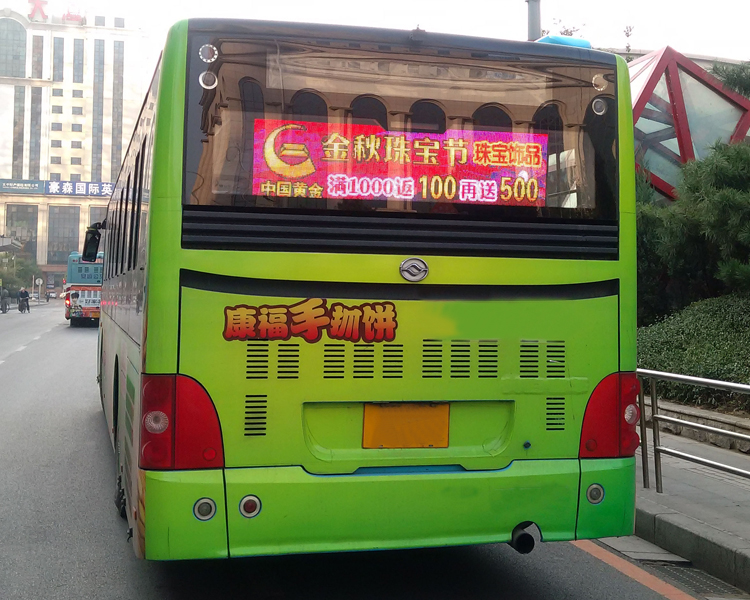 豪森国际英
金秋珠宝节 珠宝饰品
中国黄金 满1000返100再送500
康福手抓饼